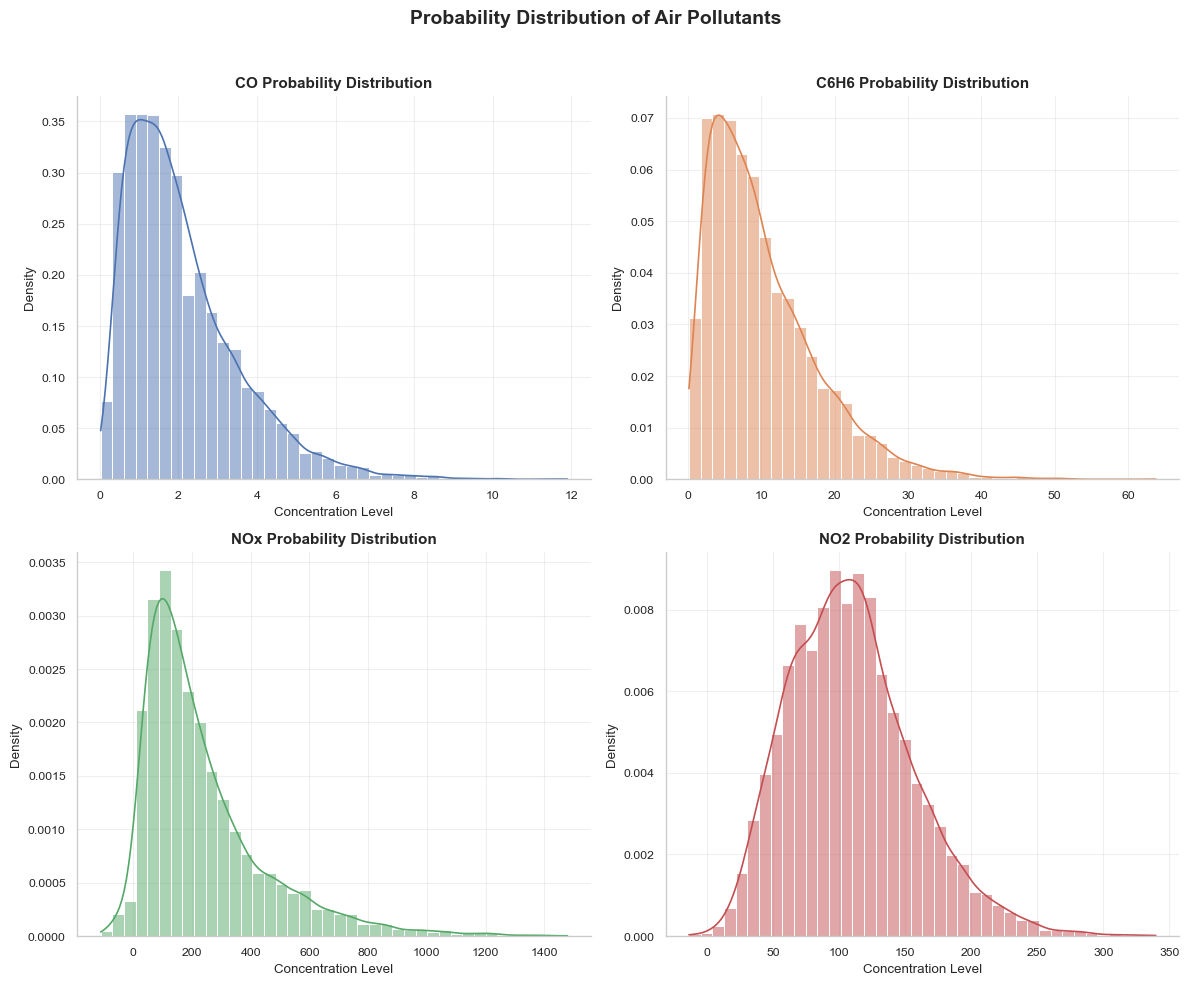 Probability Distribution of Air Pollutants
CO Probability Distribution
0.35
0.30
0.25
0.20
0.15
0.10
0.05
0.00
Density
0 2 4 6 8 10 12
Concentration Level
C6H6 Probability Distribution
0.07
0.06
0.05
0.04
0.03
0.02
0.01
0.00
Density
0 10 20 30 40 50 60
Concentration Level
NOx Probability Distribution
0.0035
0.0030
0.0025
0.0020
0.0015
0.0010
0.0005
0.0000
Density
0 200 400 600 800 1000 1200 1400
Concentration Level
NO2 Probability Distribution
0.008
0.006
0.004
0.002
0.000
Density
0 50 100 150 200 250 300 350
Concentration Level